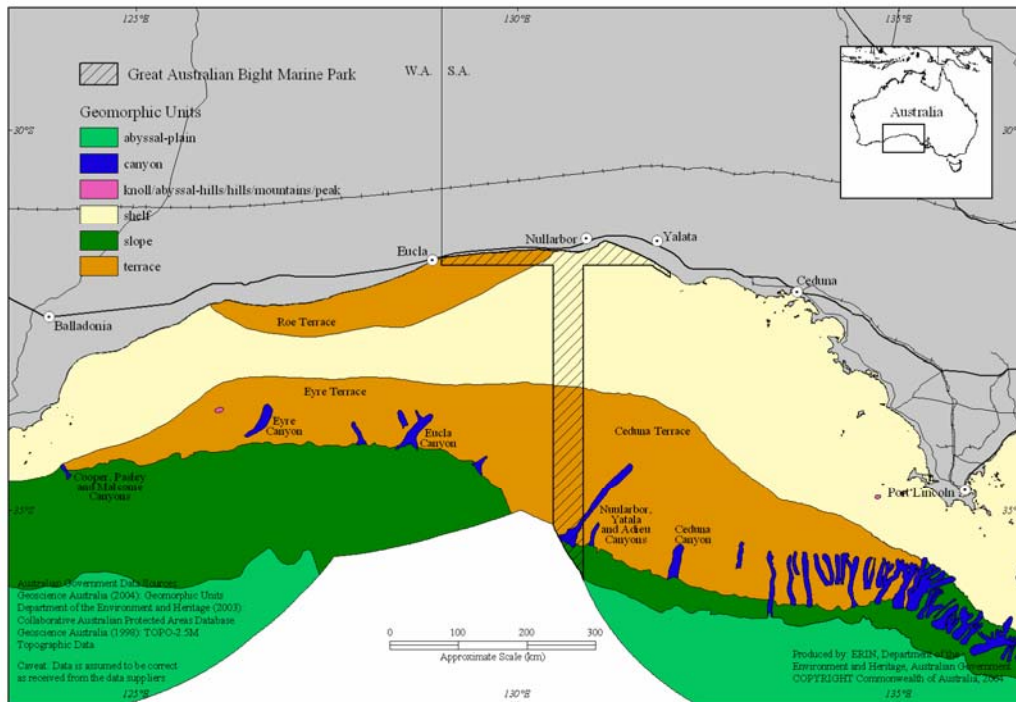 125°E
130°E
135°E
Great Australian Bight Marine Park
W.A.
S.A.
Geomorphic Units
abyssal-plain
canyon
knoll/abyssal-hills/hills/mountains/peak
shelf
slope
terrace
30°S
30°S
Australia
Eucla
Nullarbor
Yalata
Ceduna
Balladonia
Roe Terrace
Eyre Terrace
Eyre
Canyon
Eucla
Canyon
Ceduna Terrace
Cooper, Pasley
and Malcome
Canyons
Nuularbor,
Yatala
and Adieu
Canyons
Ceduna
Canyon
Port Lincoln
35°S
Australian Government Data Sources:
Geoscience Australia (2004): Geomorphic Units
Department of the Environment and Heritage (2003):
Collaborative Australian Protected Areas Database
Geoscience Australia (1998): TOPO-2.5M
Topographic Data
Caveat: Data is assumed to be correct
as received from the data suppliers
0 100 200 300
Approximate Scale (km)
Produced by: ERIN, Department of the
Environment and Heritage, Australian Government
COPYRIGHT Commonwealth of Australia, 2004
125°E
130°E
135°E